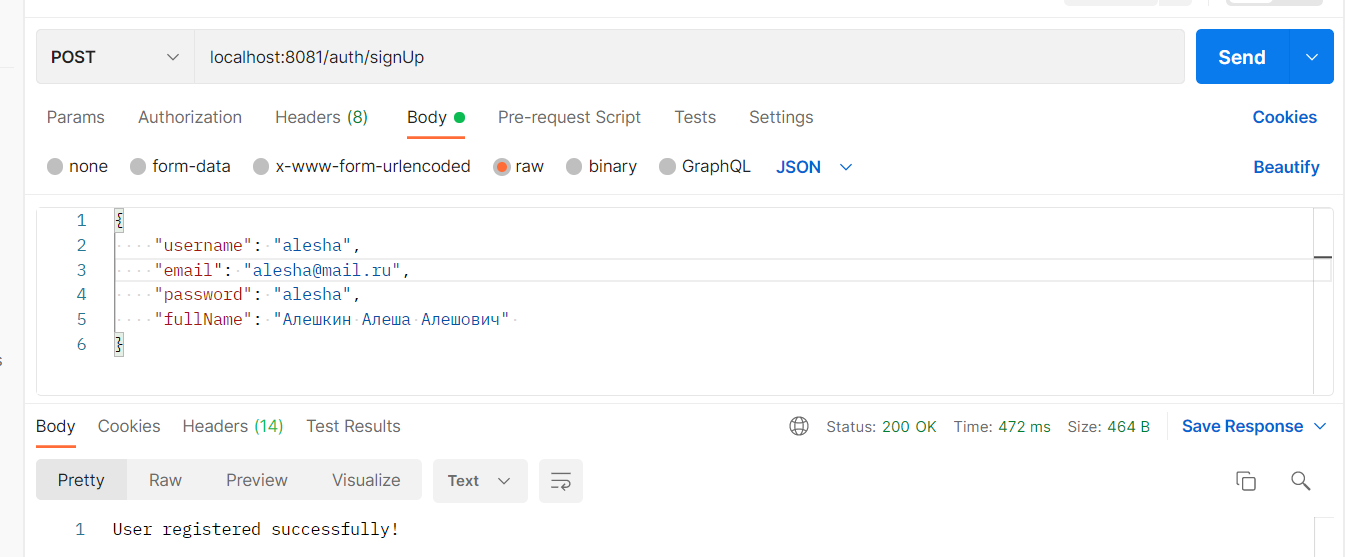 POST localhost:8081/auth/signUp Send
Params Authorization Headers (8) Body Pre-request Script Tests Settings Cookies
none form-data x-www-form-urlencoded raw binary GraphQL JSON Beautify
1 {
2 "username": "alesha",
3 "email": "alesha@mail.ru",
4 "password": "alesha",
5 "fullName": "Алешкин Алеша Алешович"
6 }
Body Cookies Headers (14) Test Results Status: 200 OK Time: 472 ms Size: 464 B Save Response
Pretty Raw Preview Visualize Text
1 User registered successfully!